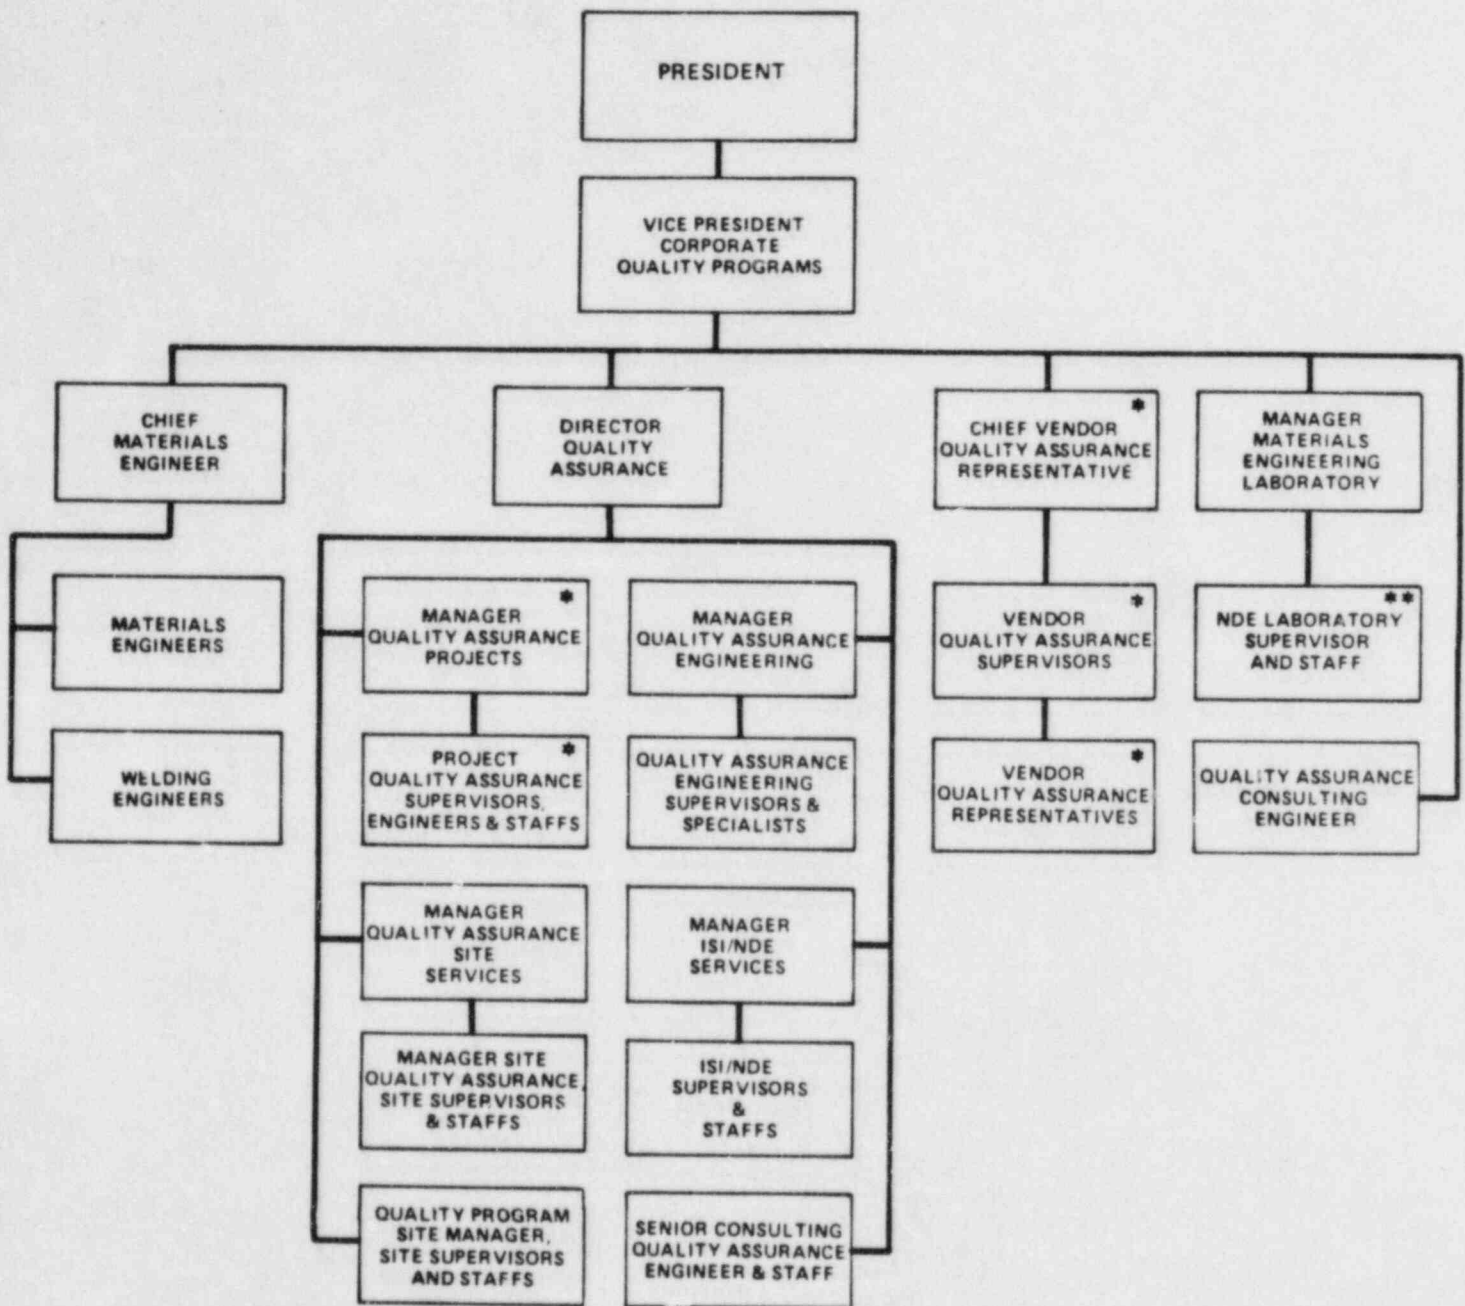 PRESIDENT
VICE PRESIDENT
CORPORATE
QUALITY PROGRAMS
CHIEF
MATERIALS
ENGINEER
DIRECTOR
QUALITY
ASSURANCE
*
CHIEF VENDOR
QUALITY ASSURANCE
REPRESENTATIVE
MANAGER
MATERIALS
ENGINEERING
LABORATORY
MATERIALS
ENGINEERS
*
MANAGER
QUALITY ASSURANCE
PROJECTS
MANAGER
QUALITY ASSURANCE
ENGINEERING
*
VENDOR
QUALITY ASSURANCE
SUPERVISORS
**
NDE LABORATORY
SUPERVISOR
AND STAFF
WELDING
ENGINEERS
*
PROJECT
QUALITY ASSURANCE
SUPERVISORS,
ENGINEERS & STAFFS
QUALITY ASSURANCE
ENGINEERING
SUPERVISORS &
SPECIALISTS
*
VENDOR
QUALITY ASSURANCE
REPRESENTATIVES
QUALITY ASSURANCE
CONSULTING
ENGINEER
MANAGER
QUALITY ASSURANCE
SITE
SERVICES
MANAGER
ISI/NDE
SERVICES
MANAGER SITE
QUALITY ASSURANCE,
SITE SUPERVISORS
& STAFFS
ISI/NDE
SUPERVISORS
&
STAFFS
QUALITY PROGRAM
SITE MANAGER,
SITE SUPERVISORS
AND STAFFS
SENIOR CONSULTING
QUALITY ASSURANCE
ENGINEER & STAFF